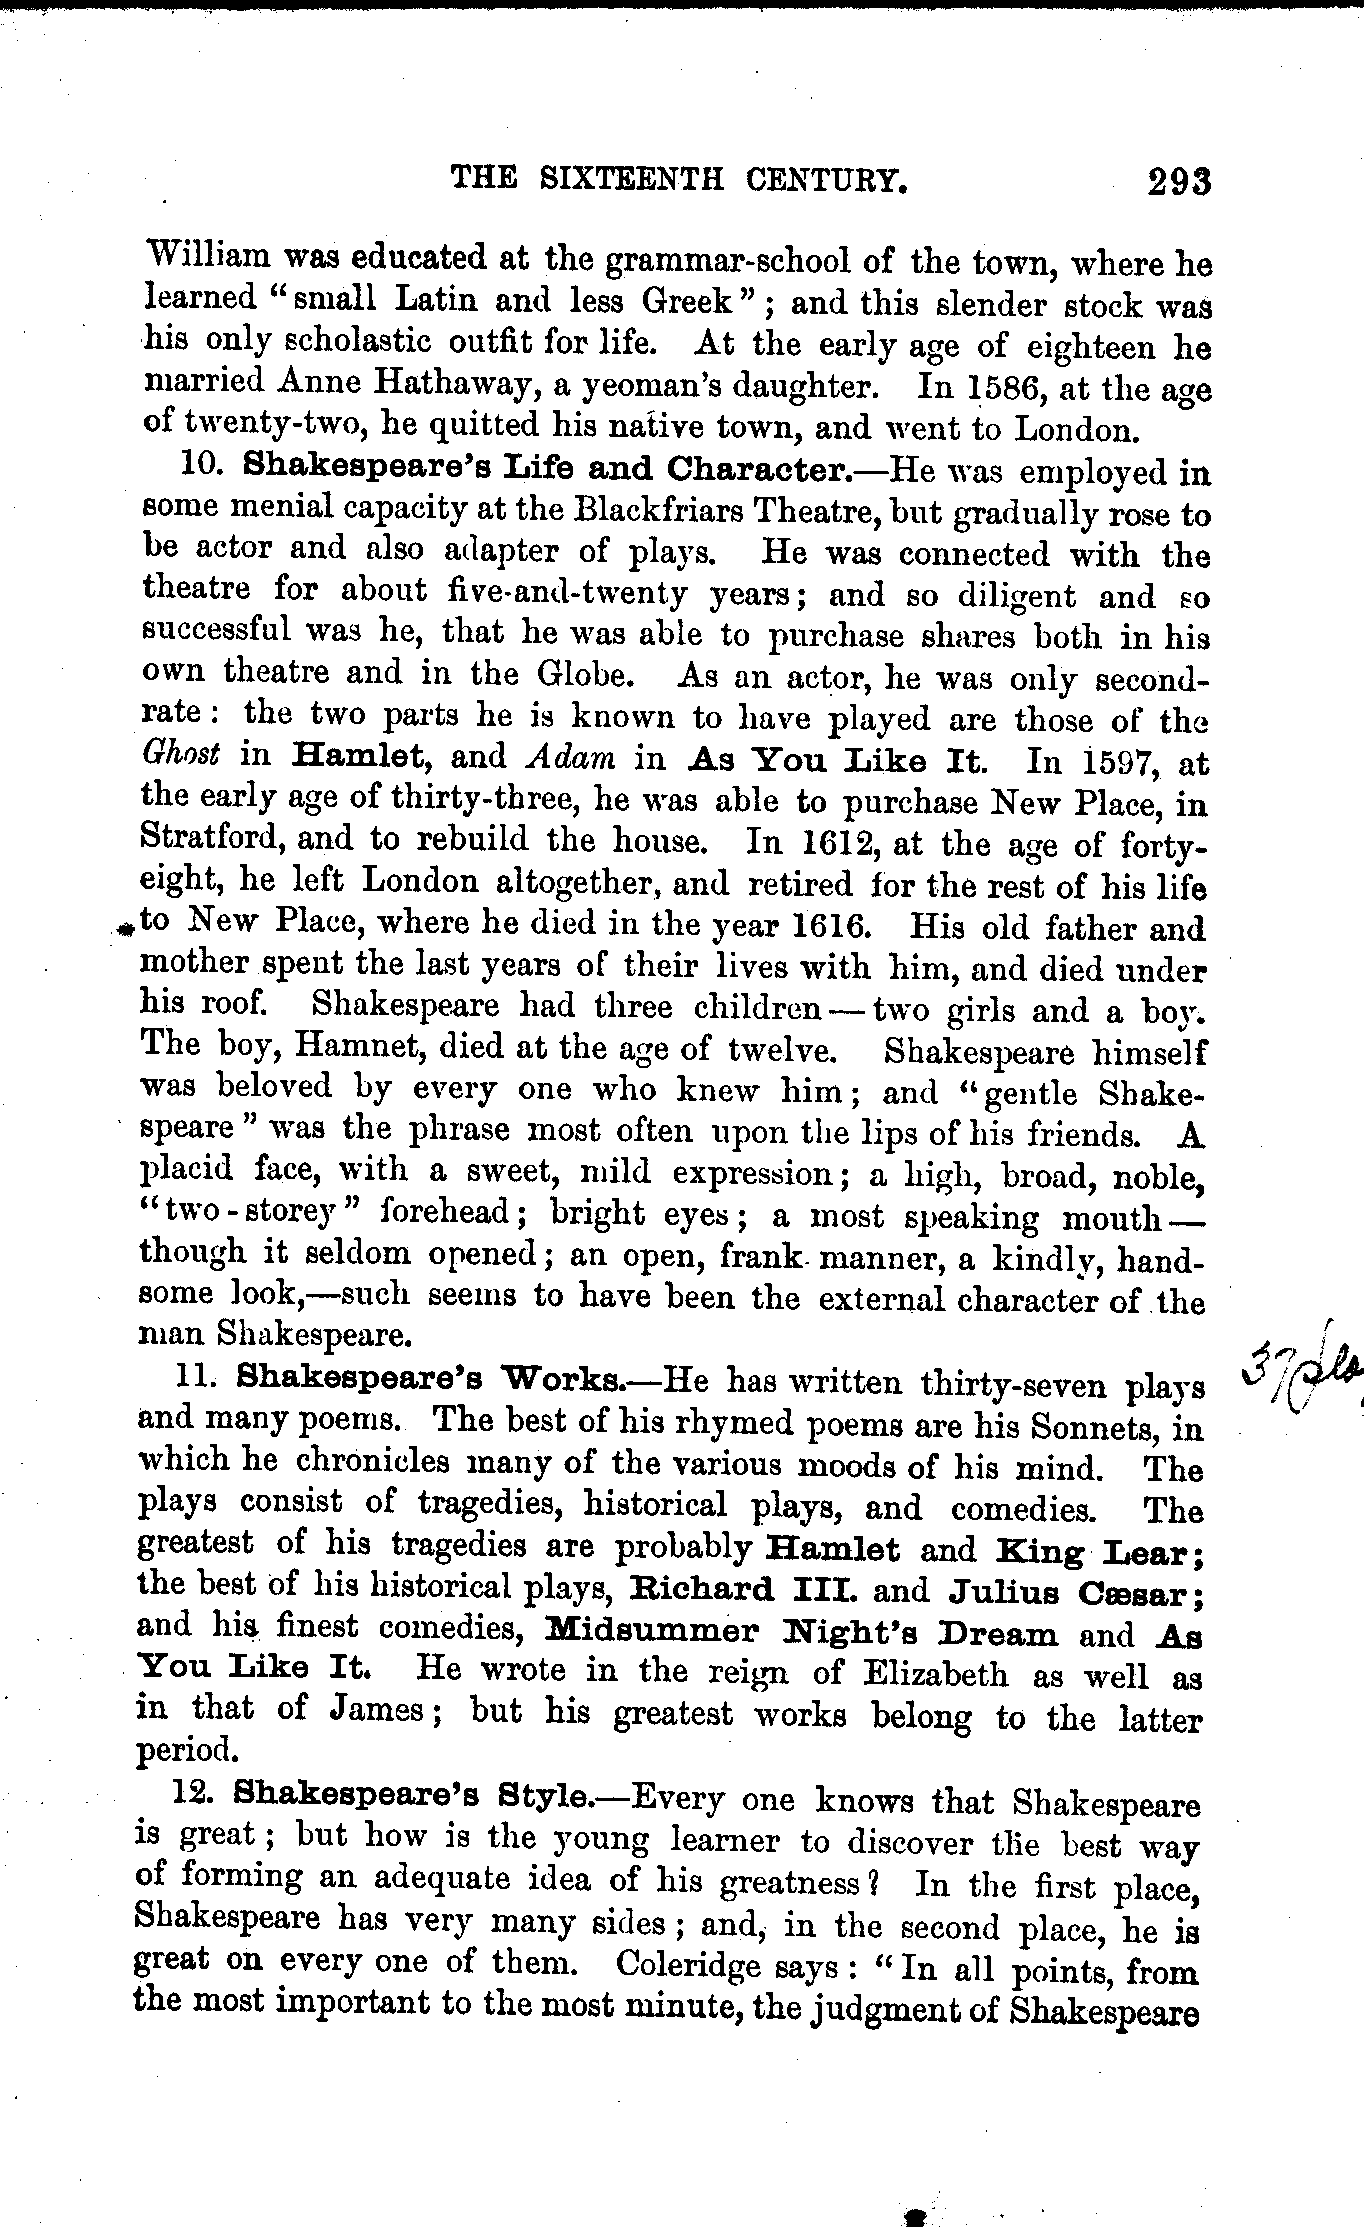 THE SIXTEENTH CENTURY. 293
William was educated at the grammar-school of the town, where he
learned “small Latin and less Greek”; and this slender stock was
his only scholastic outfit for life. At the early age of eighteen he
married Anne Hathaway, a yeoman’s daughter. In 1586, at the age
of twenty-two, he quitted his native town, and went to London.
10. Shakespeare’s Life and Character.—He was employed in
some menial capacity at the Blackfriars Theatre, but gradually rose to
be actor and also adapter of plays. He was connected with the
theatre for about five-and-twenty years; and so diligent and so
successful was he, that he was able to purchase shares both in his
own theatre and in the Globe. As an actor, he was only second-
rate: the two parts he is known to have played are those of the
Ghost in Hamlet, and Adam in As You Like It. In 1597, at
the early age of thirty-three, he was able to purchase New Place, in
Stratford, and to rebuild the house. In 1612, at the age of forty-
eight, he left London altogether, and retired for the rest of his life
to New Place, where he died in the year 1616. His old father and
mother spent the last years of their lives with him, and died under
his roof. Shakespeare had three children—two girls and a boy.
The boy, Hamnet, died at the age of twelve. Shakespeare himself
was beloved by every one who knew him; and “gentle Shake-
speare” was the phrase most often upon the lips of his friends. A
placid face, with a sweet, mild expression; a high, broad, noble,
“two-storey” forehead; bright eyes; a most speaking mouth—
though it seldom opened; an open, frank manner, a kindly, hand-
some look,—such seems to have been the external character of the
man Shakespeare.
11. Shakespeare’s Works.—He has written thirty-seven plays
37 pla
and many poems. The best of his rhymed poems are his Sonnets, in
which he chronicles many of the various moods of his mind. The
plays consist of tragedies, historical plays, and comedies. The
greatest of his tragedies are probably Hamlet and King Lear;
the best of his historical plays, Richard III. and Julius Cæsar;
and his finest comedies, Midsummer Night’s Dream and As
You Like It. He wrote in the reign of Elizabeth as well as
in that of James; but his greatest works belong to the latter
period.
12. Shakespeare’s Style.—Every one knows that Shakespeare
is great; but how is the young learner to discover the best way
of forming an adequate idea of his greatness? In the first place,
Shakespeare has very many sides; and, in the second place, he is
great on every one of them. Coleridge says: “In all points, from
the most important to the most minute, the judgment of Shakespeare